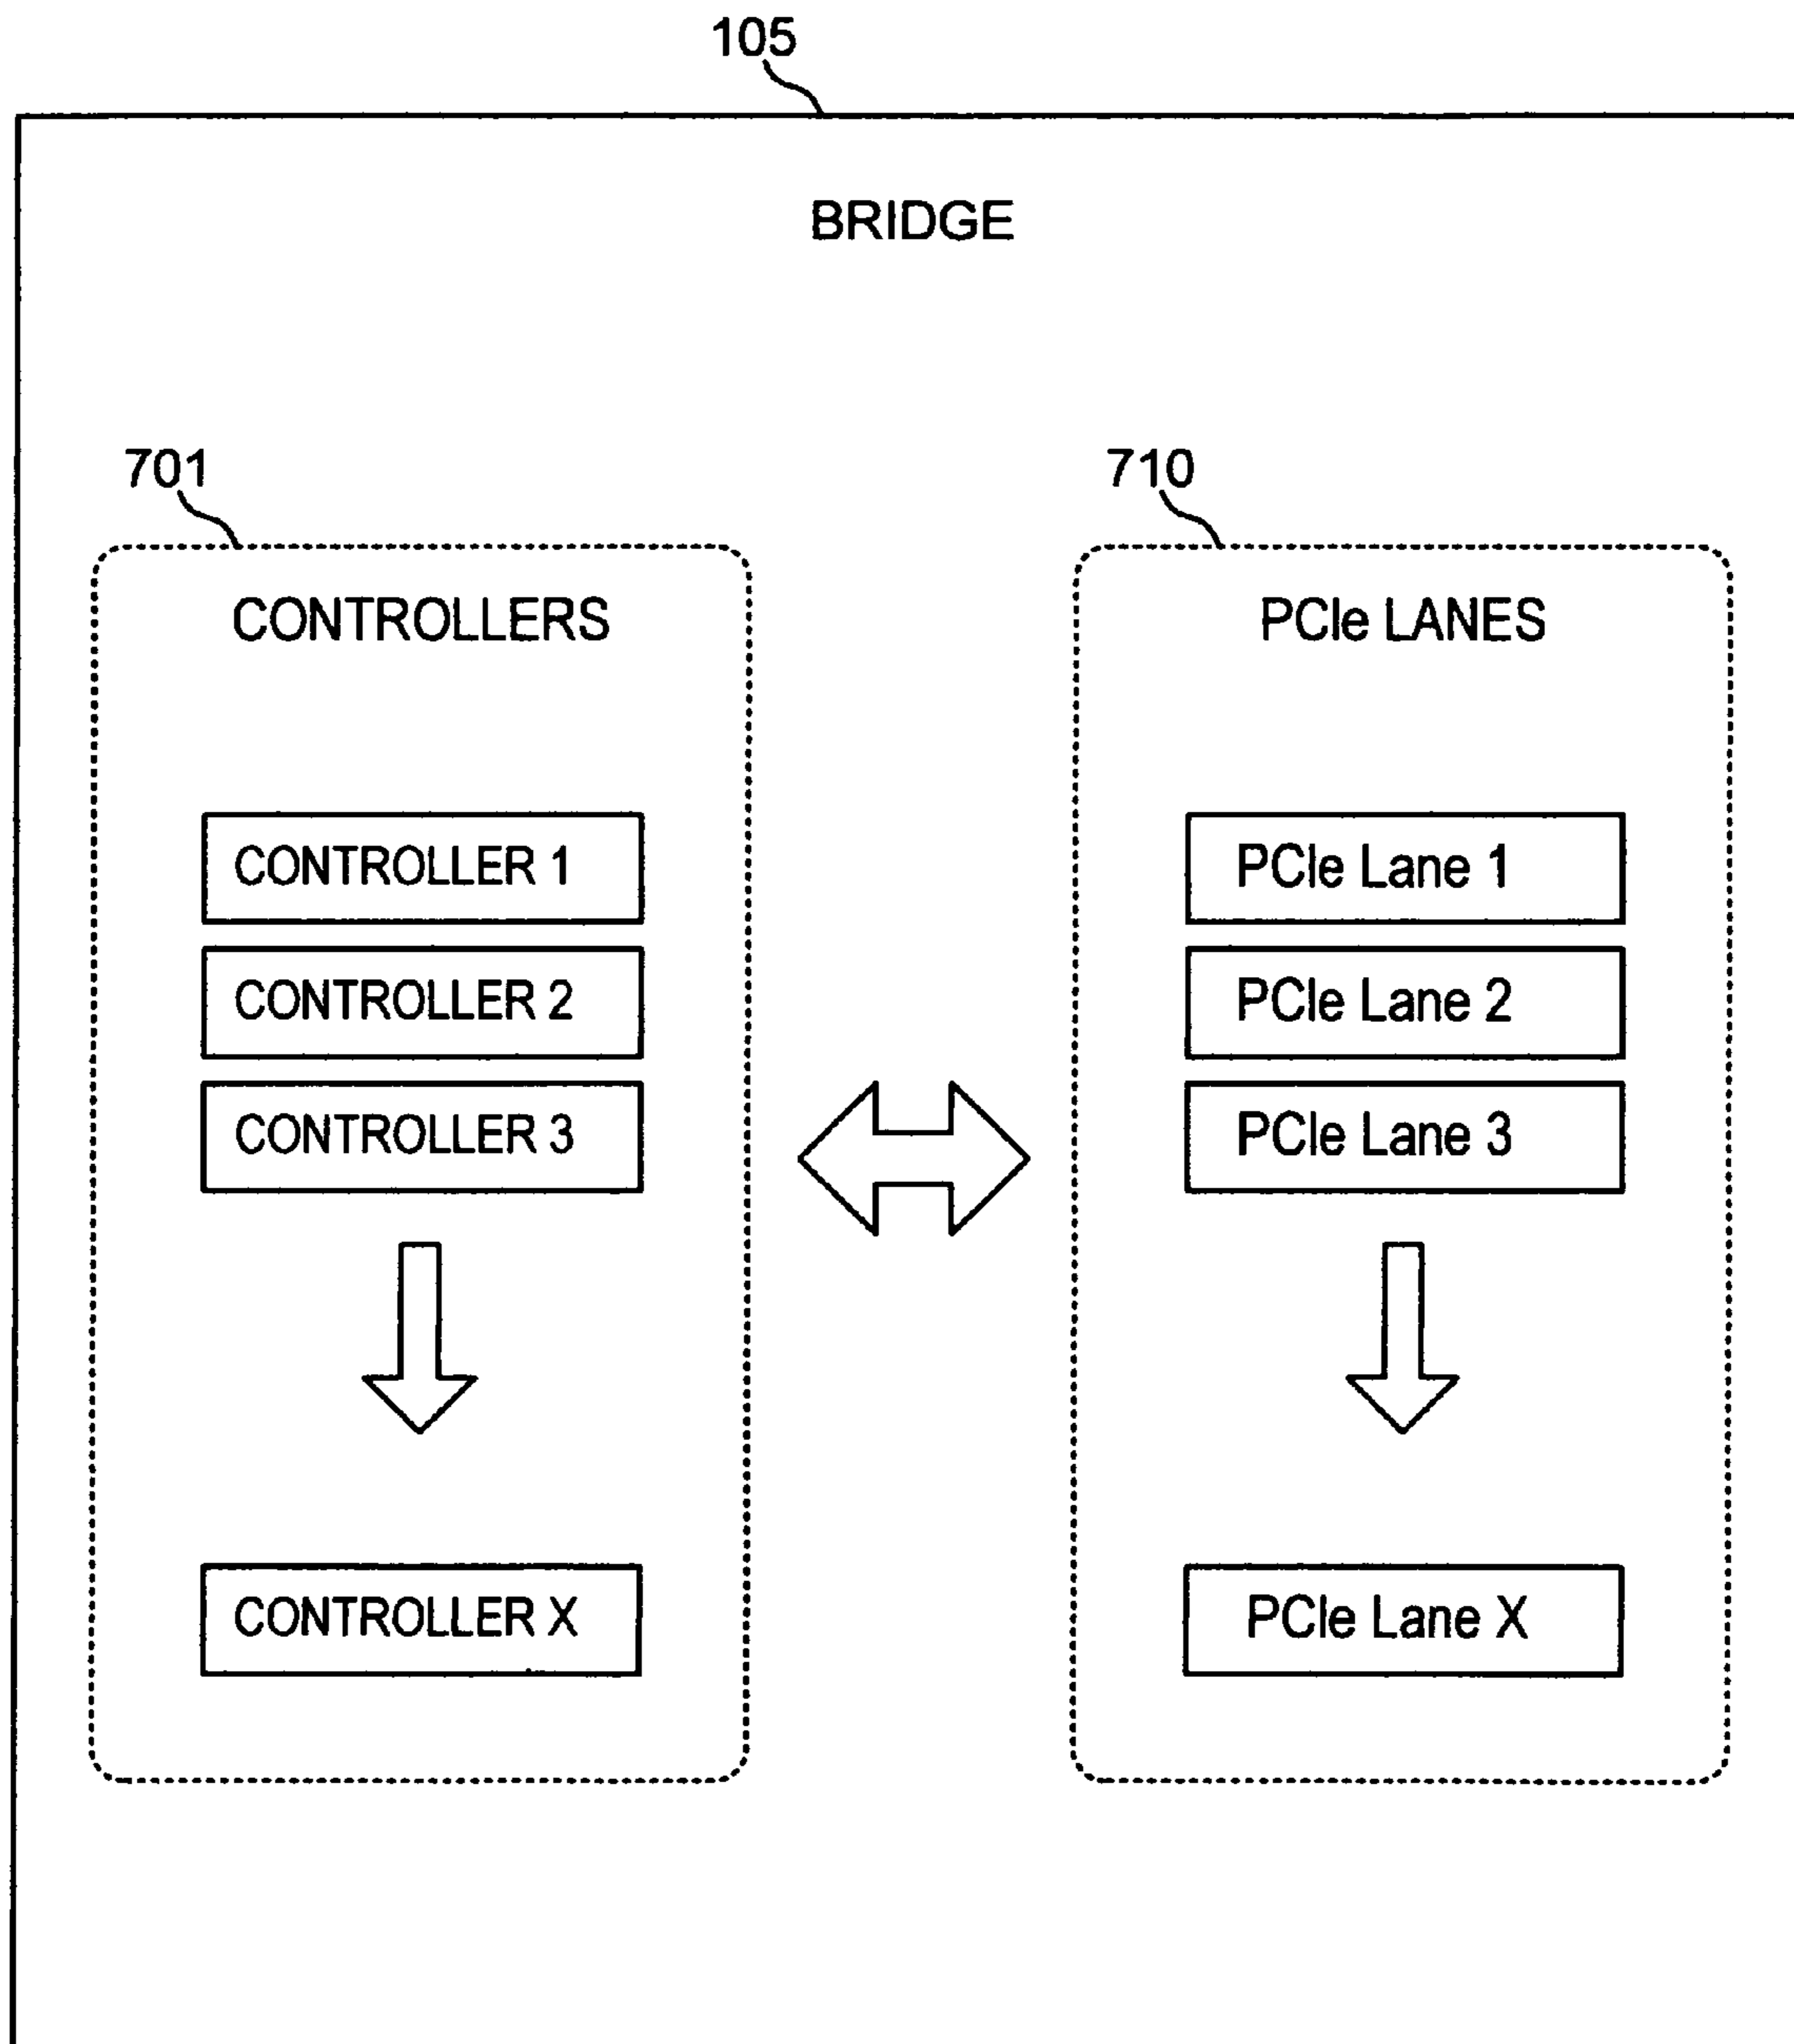 105
BRIDGE
701
710
CONTROLLERS
PCIe LANES
CONTROLLER 1
CONTROLLER 2
CONTROLLER 3
CONTROLLER X
PCIe Lane 1
PCIe Lane 2
PCIe Lane 3
PCIe Lane X